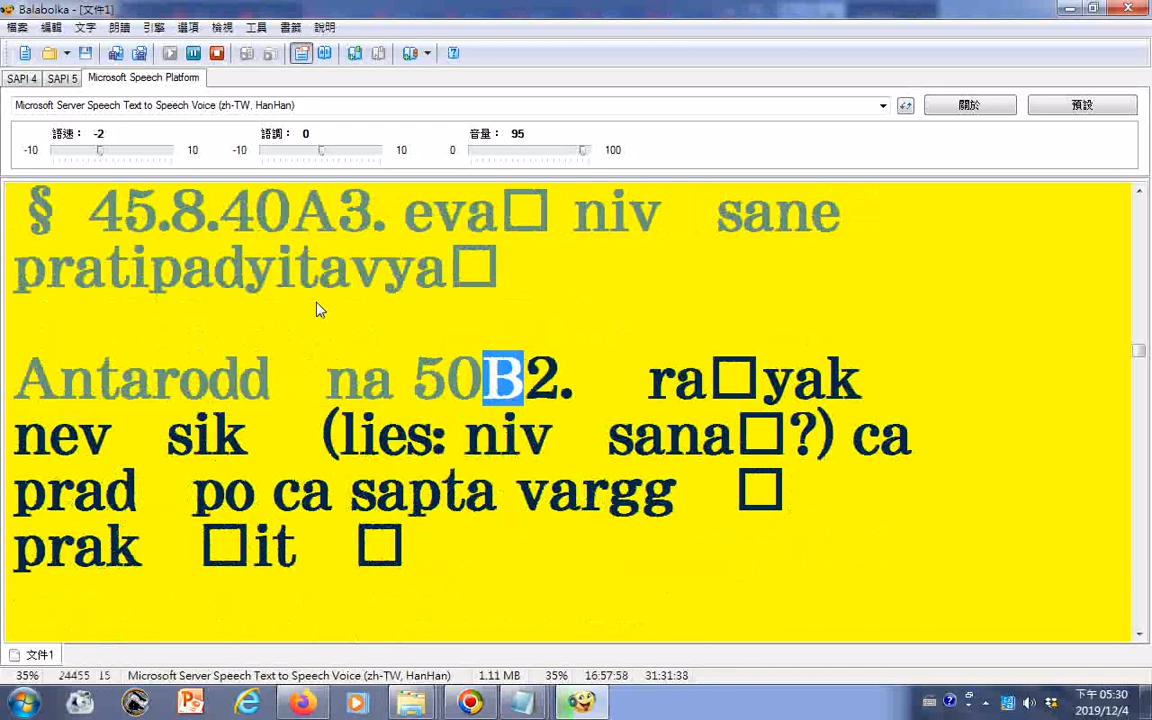 Balabolka - [文件1]
檔案 編輯 文字 朗讀 引擎 選項 檢視 工具 書籤 說明
SAPI 4 SAPI 5 Microsoft Speech Platform
Microsoft Server Speech Text to Speech Voice (zh-TW, HanHan) 關於 預設
語速： -2 語調： 0 音量： 95
-10 10 -10 10 0 100
§ 45.8.40A3. eva□ niv sane
pratipadyitavya□
Antarodd na 50B2. ra□yak
nev sik (lies: niv sana□?) ca
prad po ca sapta vargg □
prak □it □
文件1
35% 24455 15 Microsoft Server Speech Text to Speech Voice (zh-TW, HanHan) 1.11 MB 35% 16:57:58 31:31:38
下午 05:30
2019/12/4